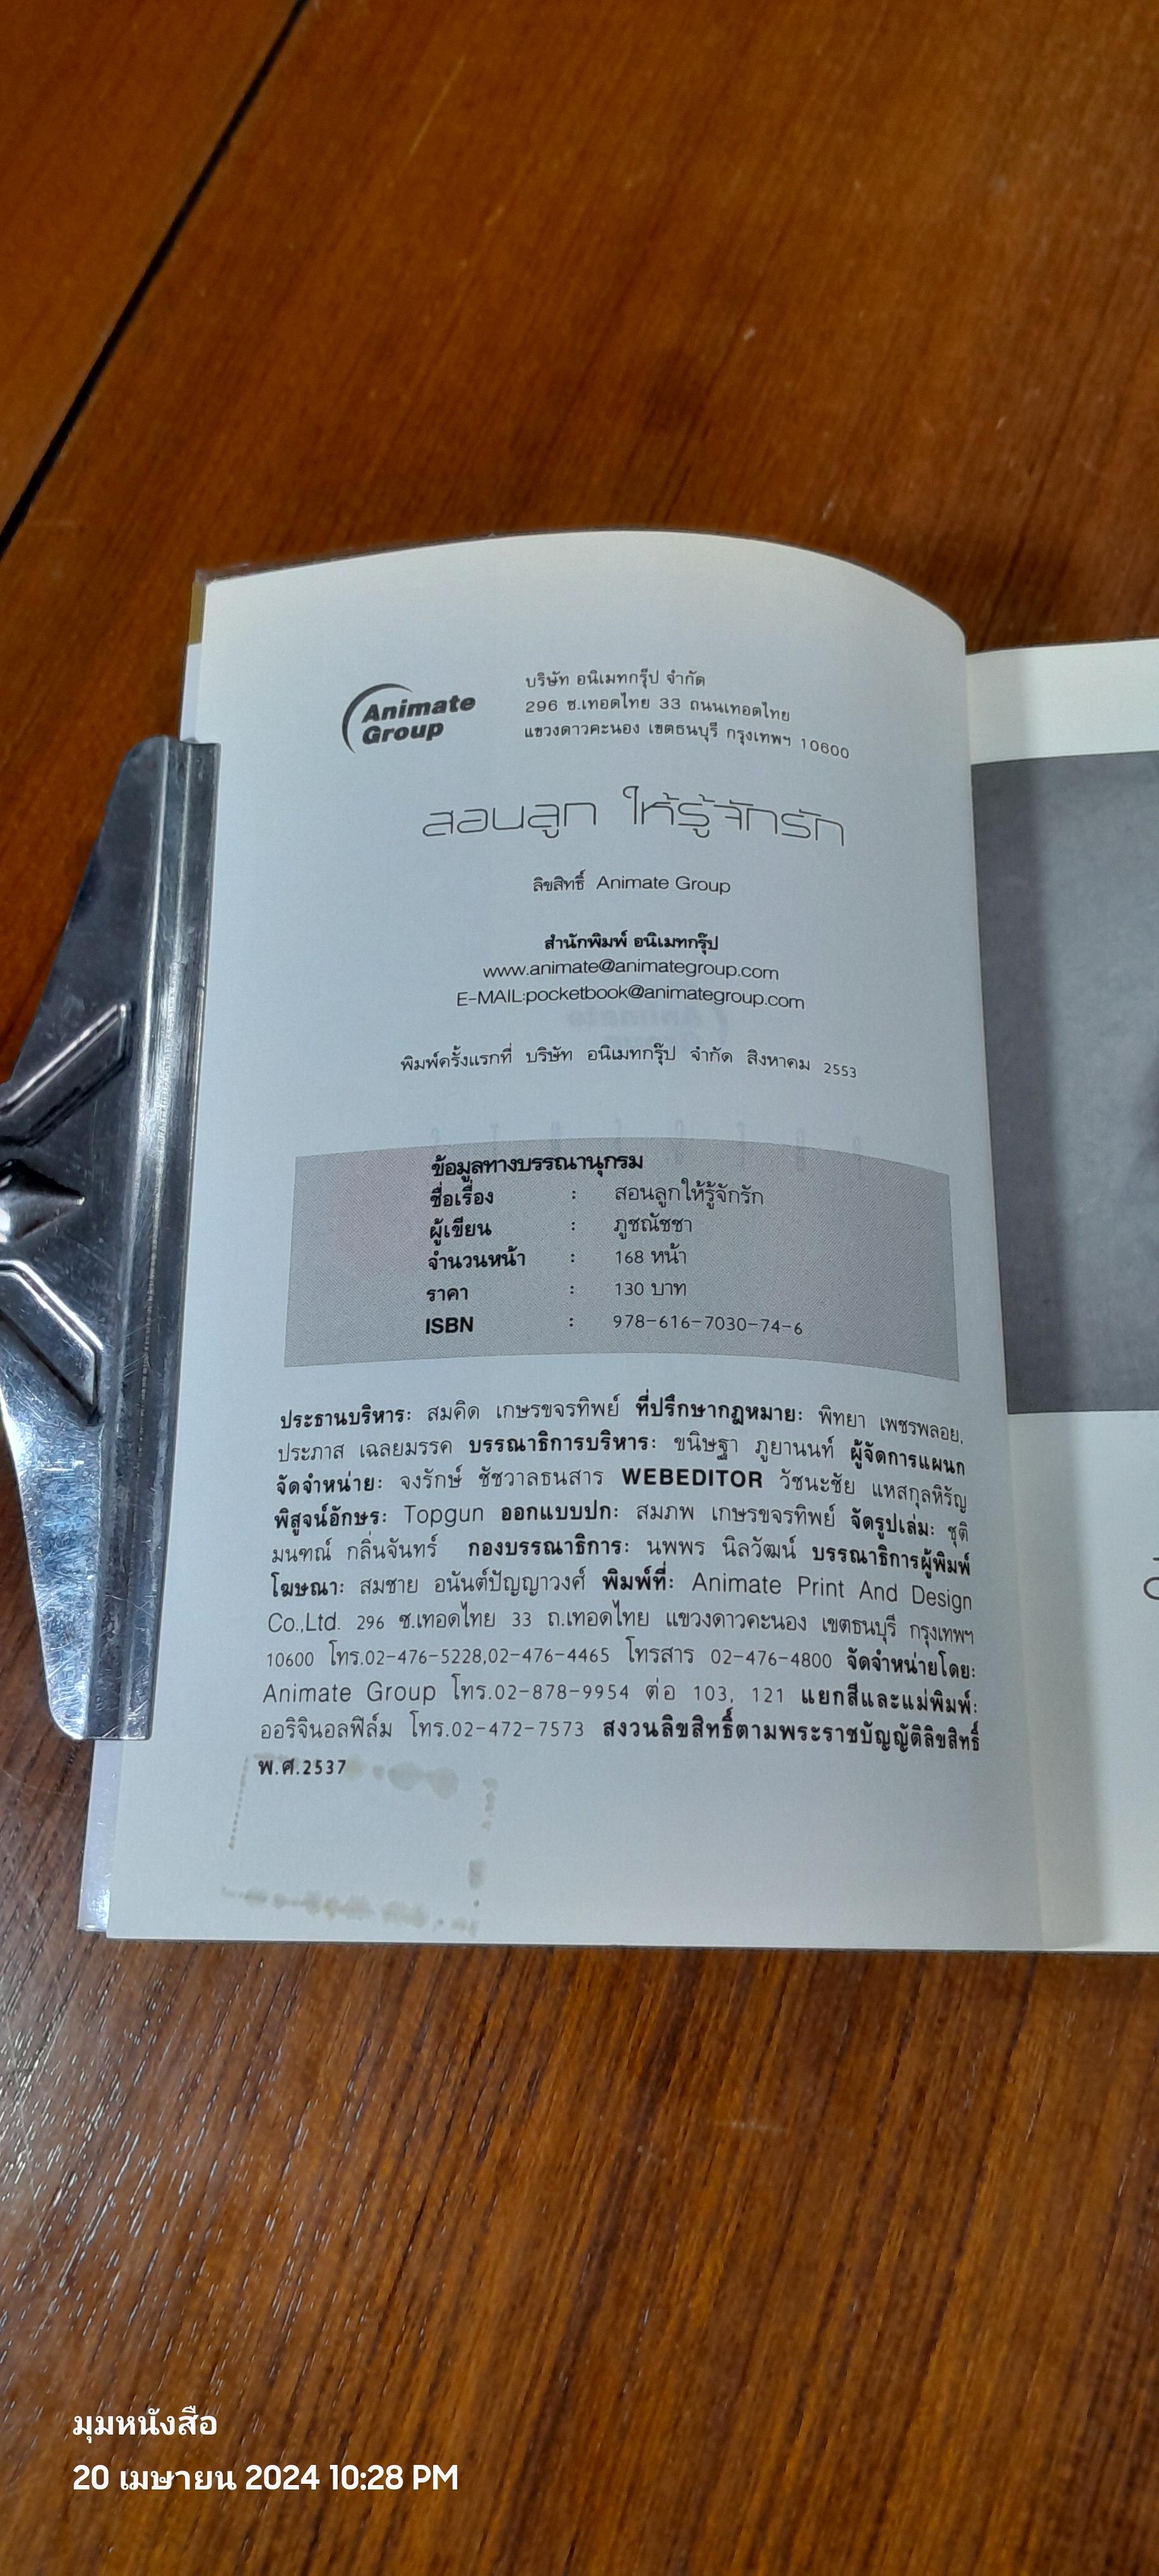 Animate
Group
บริษัท อนิเมทกรุ๊ป จำกัด
296 ซ.เทอดไทย 33 ถนนเทอดไทย
แขวงดาวคะนอง เขตธนบุรี กรุงเทพฯ 10600
สอนลูก ให้รู้จักรัก
ลิขสิทธิ์ Animate Group
สำนักพิมพ์ อนิเมทกรุ๊ป
www.animate@animategroup.com
E-MAIL:pocketbook@animategroup.com
พิมพ์ครั้งแรกที่ บริษัท อนิเมทกรุ๊ป จำกัด สิงหาคม 2553
ข้อมูลทางบรรณานุกรม
ชื่อเรื่อง : สอนลูกให้รู้จักรัก
ผู้เขียน : ภูชณัชชา
จำนวนหน้า : 168 หน้า
ราคา : 130 บาท
ISBN : 978-616-7030-74-6
ประธานบริหาร: สมคิด เกษรขจรทิพย์ ที่ปรึกษากฎหมาย: พิทยา เพชรพลอย,
ประภาส เฉลยมรรค บรรณาธิการบริหาร: ขนิษฐา ภูยานนท์ ผู้จัดการแผนก
จัดจำหน่าย: จงรักษ์ ชัชวาลธนสาร WEBEDITOR วัชนะชัย แหสกุลหิรัญ
พิสูจน์อักษร: Topgun ออกแบบปก: สมภพ เกษรขจรทิพย์ จัดรูปเล่ม: ชุติ
มนฑณ์ กลิ่นจันทร์ กองบรรณาธิการ: นพพร นิลวัฒน์ บรรณาธิการผู้พิมพ์
โฆษณา: สมชาย อนันต์ปัญญาวงศ์ พิมพ์ที่: Animate Print And Design
Co.,Ltd. 296 ซ.เทอดไทย 33 ถ.เทอดไทย แขวงดาวคะนอง เขตธนบุรี กรุงเทพฯ
10600 โทร.02-476-5228,02-476-4465 โทรสาร 02-476-4800 จัดจำหน่ายโดย:
Animate Group โทร.02-878-9954 ต่อ 103, 121 แยกสีและแม่พิมพ์:
ออริจินอลฟิล์ม โทร.02-472-7573 สงวนลิขสิทธิ์ตามพระราชบัญญัติลิขสิทธิ์
พ.ศ.2537
มุมหนังสือ
20 เมษายน 2024 10:28 PM